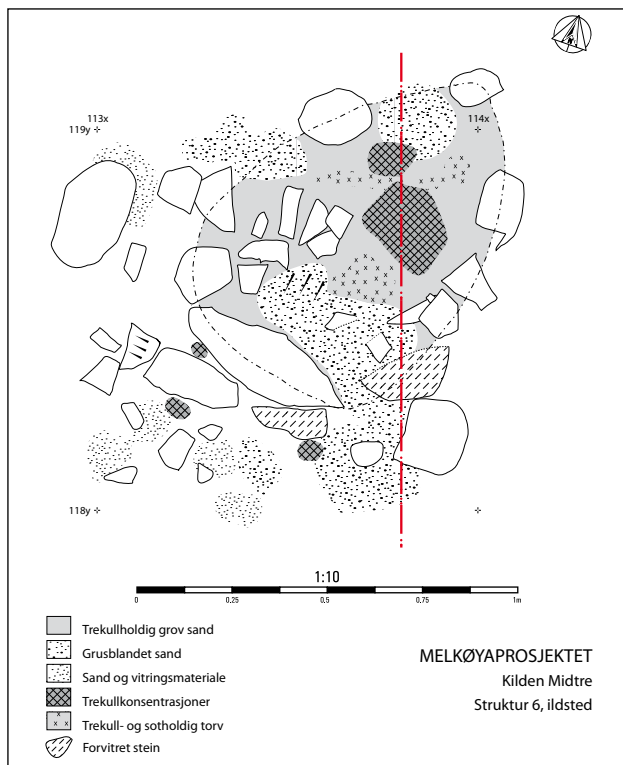 113x
119y
114x
118y
1:10
0 0,25 0,5 0,75 1m
Trekullholdig grov sand
Grusblandet sand
Sand og vitringsmateriale
Trekullkonsentrasjoner
Trekull- og sotholdig torv
Forvitret stein
MELKØYAPROSJEKTET
Kilden Midtre
Struktur 6, ildsted